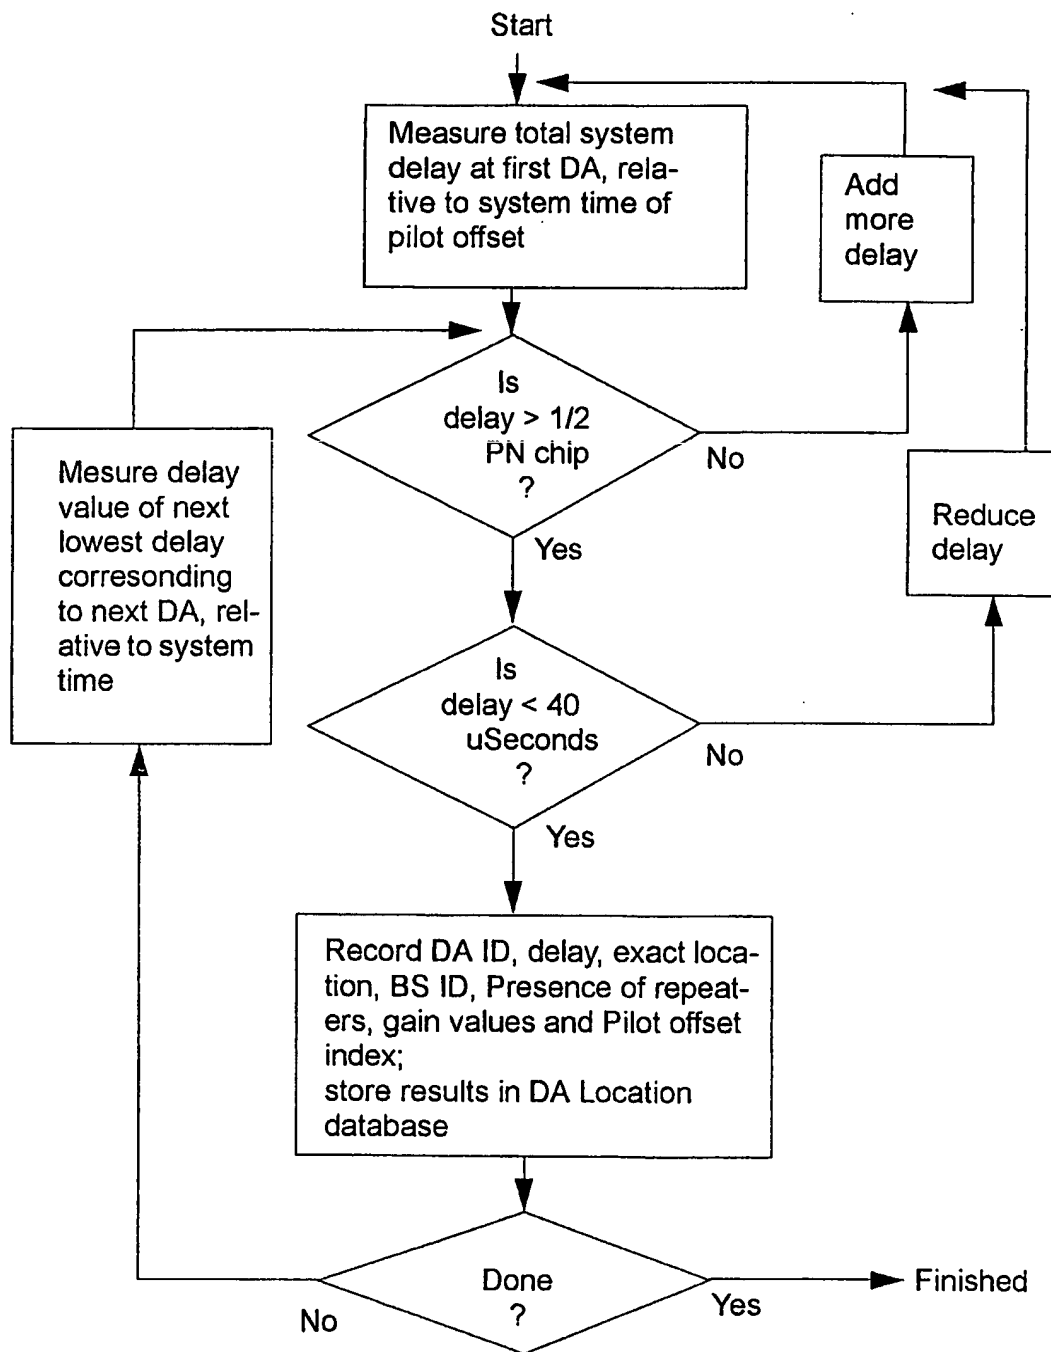 Start
Measure total system
delay at first DA, rela-
tive to system time of
pilot offset
Add
more
delay
Is
delay > 1/2
PN chip
?
No
Yes
Mesure delay
value of next
lowest delay
corresonding
to next DA, rel-
ative to system
time
Reduce
delay
Is
delay < 40
uSeconds
?
No
Yes
Record DA ID, delay, exact loca-
tion, BS ID, Presence of repeat-
ers, gain values and Pilot offset
index;
store results in DA Location
database
Done
?
No
Yes
Finished